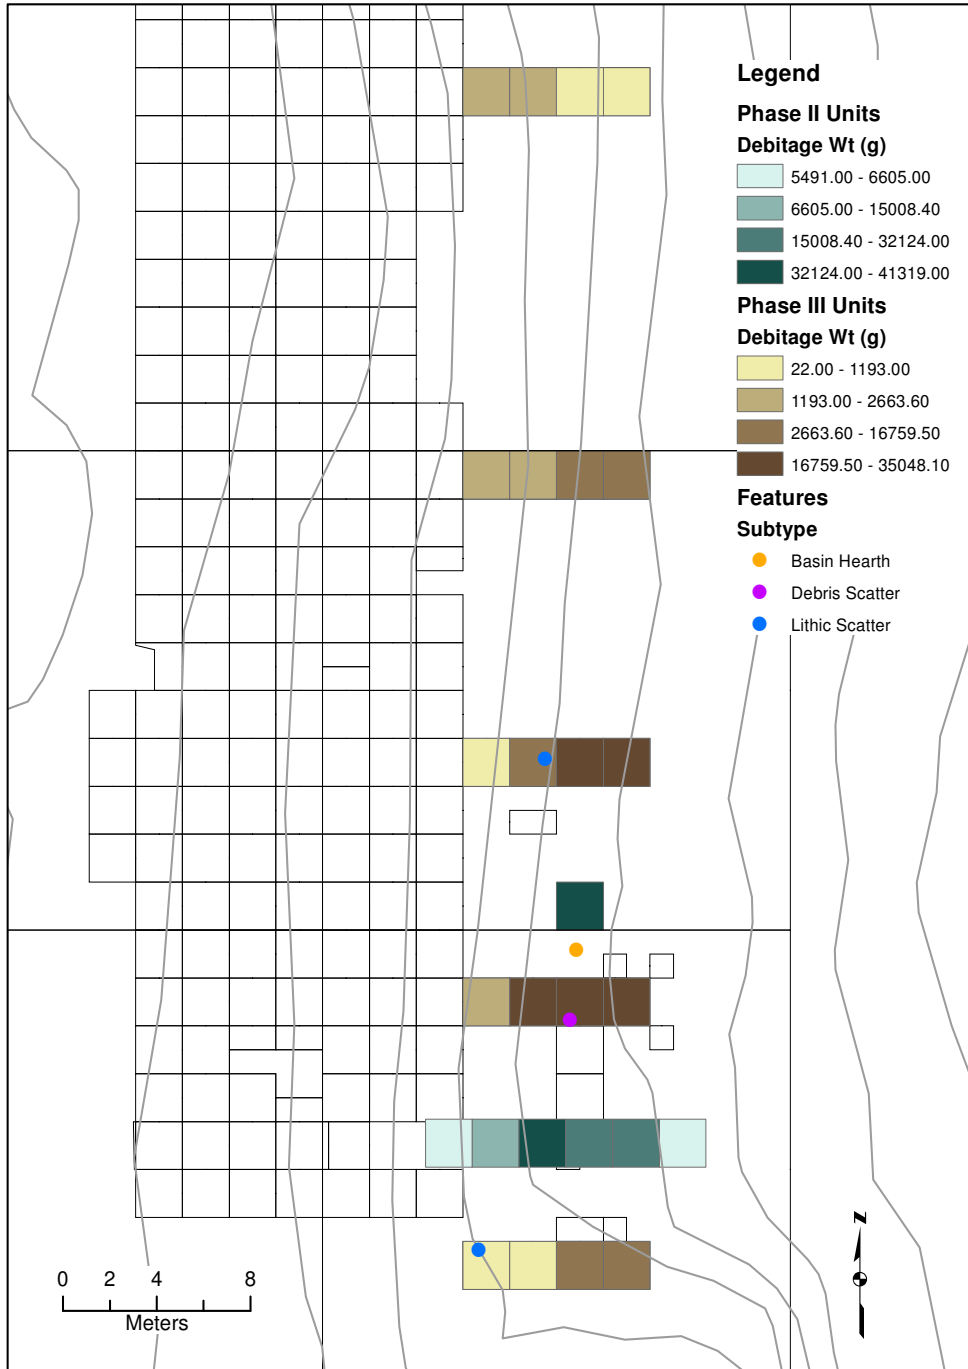 Legend
Phase II Units
Debitage Wt (g)
5491.00 - 6605.00
6605.00 - 15008.40
15008.40 - 32124.00
32124.00 - 41319.00
Phase III Units
Debitage Wt (g)
22.00 - 1193.00
1193.00 - 2663.60
2663.60 - 16759.50
16759.50 - 35048.10
Features
Subtype
Basin Hearth
Debris Scatter
Lithic Scatter
0 2 4 8
Meters
N